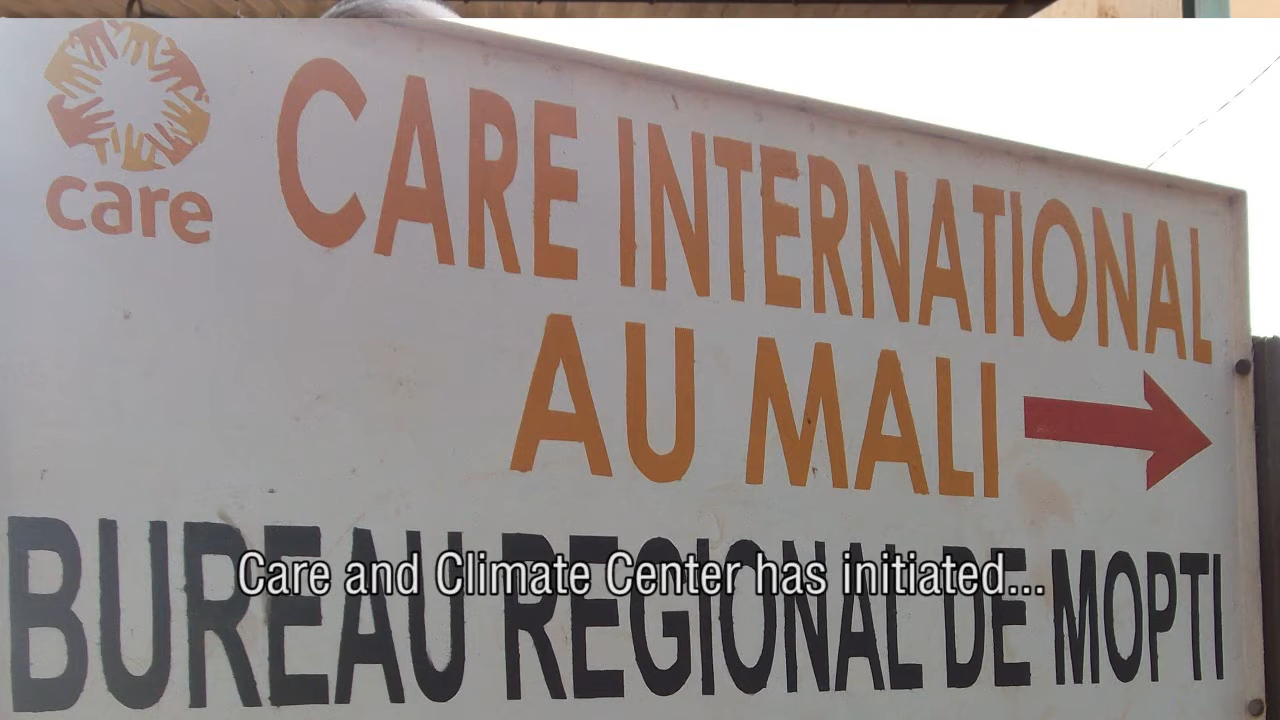 care
CARE INTERNATIONAL
AU MALI
BUREAU REGIONAL DE MOPTI
Care and Climate Center has initiated...